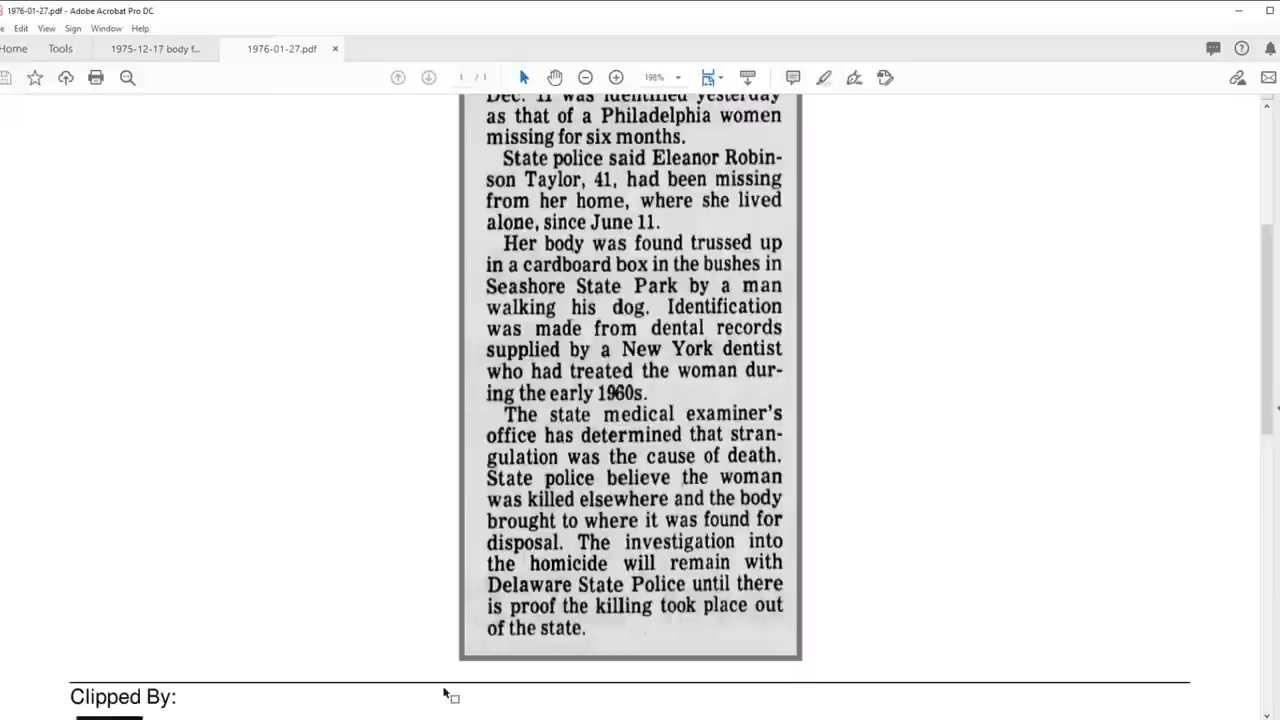 1976-01-27.pdf - Adobe Acrobat Pro DC
Edit View Sign Window Help
Home Tools 1975-12-17 body f... 1976-01-27.pdf ×
1 / 1 198%
Dec. 11 was identified yesterday
as that of a Philadelphia women
missing for six months.
State police said Eleanor Robin-
son Taylor, 41, had been missing
from her home, where she lived
alone, since June 11.
Her body was found trussed up
in a cardboard box in the bushes in
Seashore State Park by a man
walking his dog. Identification
was made from dental records
supplied by a New York dentist
who had treated the woman dur-
ing the early 1960s.
The state medical examiner's
office has determined that stran-
gulation was the cause of death.
State police believe the woman
was killed elsewhere and the body
brought to where it was found for
disposal. The investigation into
the homicide will remain with
Delaware State Police until there
is proof the killing took place out
of the state.
Clipped By: